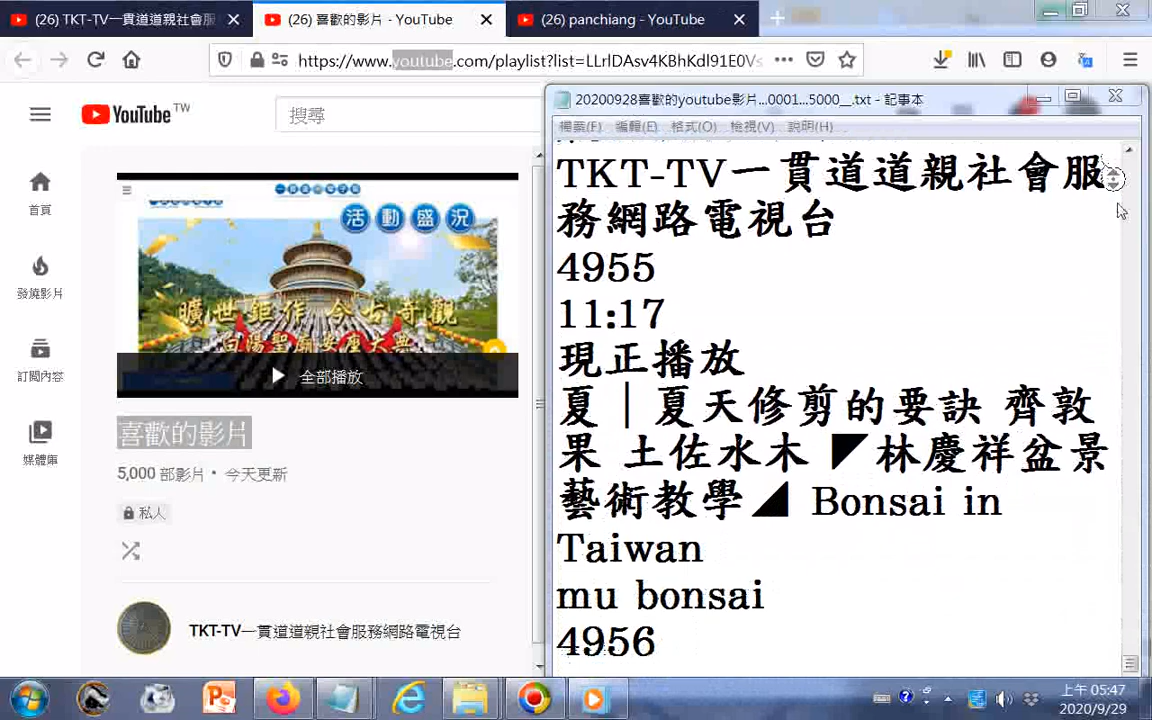 (26) TKT-TV一貫道道親社會服
(26) 喜歡的影片 - YouTube
(26) panchiang - YouTube
https://www.youtube.com/playlist?list=LLrlDAsv4KBhKdl91E0Vs
YouTube TW
搜尋
首頁
發燒影片
訂閱內容
媒體庫
活動盛況
曠世鉅作 今古奇觀
白陽聖廟安座大典
全部播放
喜歡的影片
5,000 部影片・今天更新
私人
TKT-TV一貫道道親社會服務網路電視台
20200928喜歡的youtube影片...0001...5000__.txt - 記事本
檔案(F) 編輯(E) 格式(O) 檢視(V) 說明(H)
TKT-TV一貫道道親社會服
務網路電視台
4955
11:17
現正播放
夏│夏天修剪的要訣 齊敦
果 土佐水木 ◤林慶祥盆景
藝術教學◢ Bonsai in
Taiwan
mu bonsai
4956
上午 05:47
2020/9/29